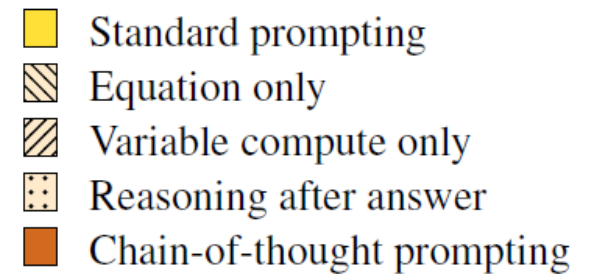 Standard prompting
Equation only
Variable compute only
Reasoning after answer
Chain-of-thought prompting